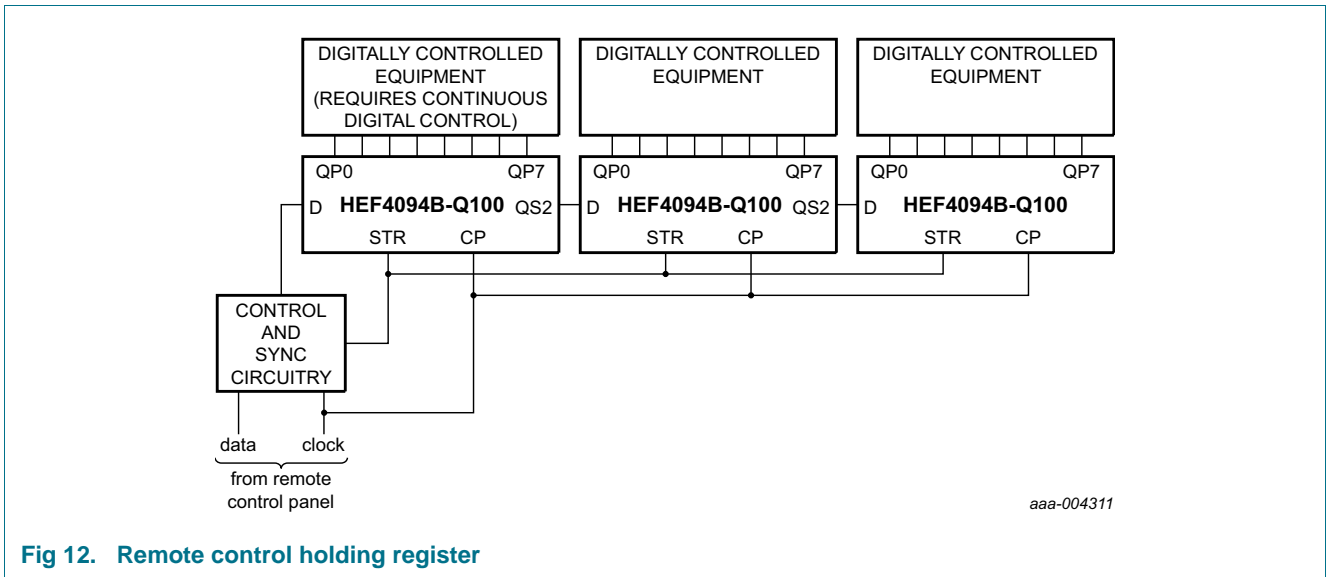 DIGITALLY CONTROLLED
EQUIPMENT
(REQUIRES CONTINUOUS
DIGITAL CONTROL)
DIGITALLY CONTROLLED
EQUIPMENT
DIGITALLY CONTROLLED
EQUIPMENT
QP0 QP7
D HEF4094B-Q100 QS2
STR CP
QP0 QP7
D HEF4094B-Q100 QS2
STR CP
QP0 QP7
D HEF4094B-Q100
STR CP
CONTROL
AND
SYNC
CIRCUITRY
data clock
from remote
control panel
aaa-004311
Fig 12. Remote control holding register